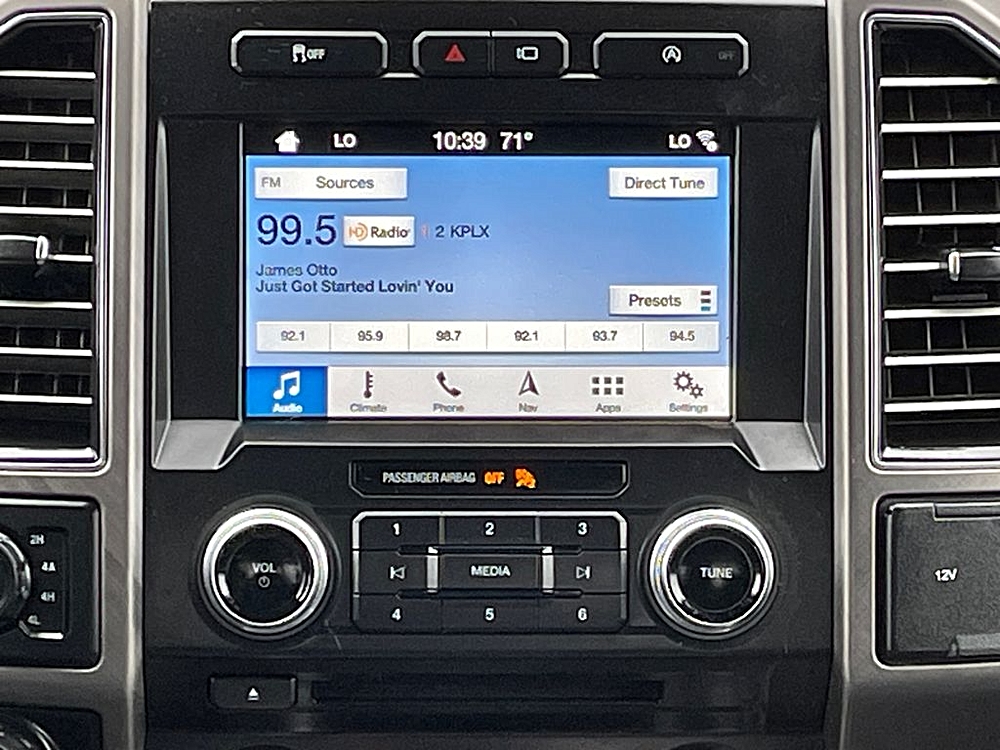 OFF
A OFF
LO 10:39 71° LO
FM Sources Direct Tune
99.5 HD Radio 2 KPLX
James Otto
Just Got Started Lovin' You
Presets
92.1 95.9 98.7 92.1 93.7 94.5
Audio Climate Phone Nav Apps Settings
PASSENGER AIRBAG OFF
1 2 3
VOL MEDIA TUNE
4 5 6
2H
4A
4H
4L
12V